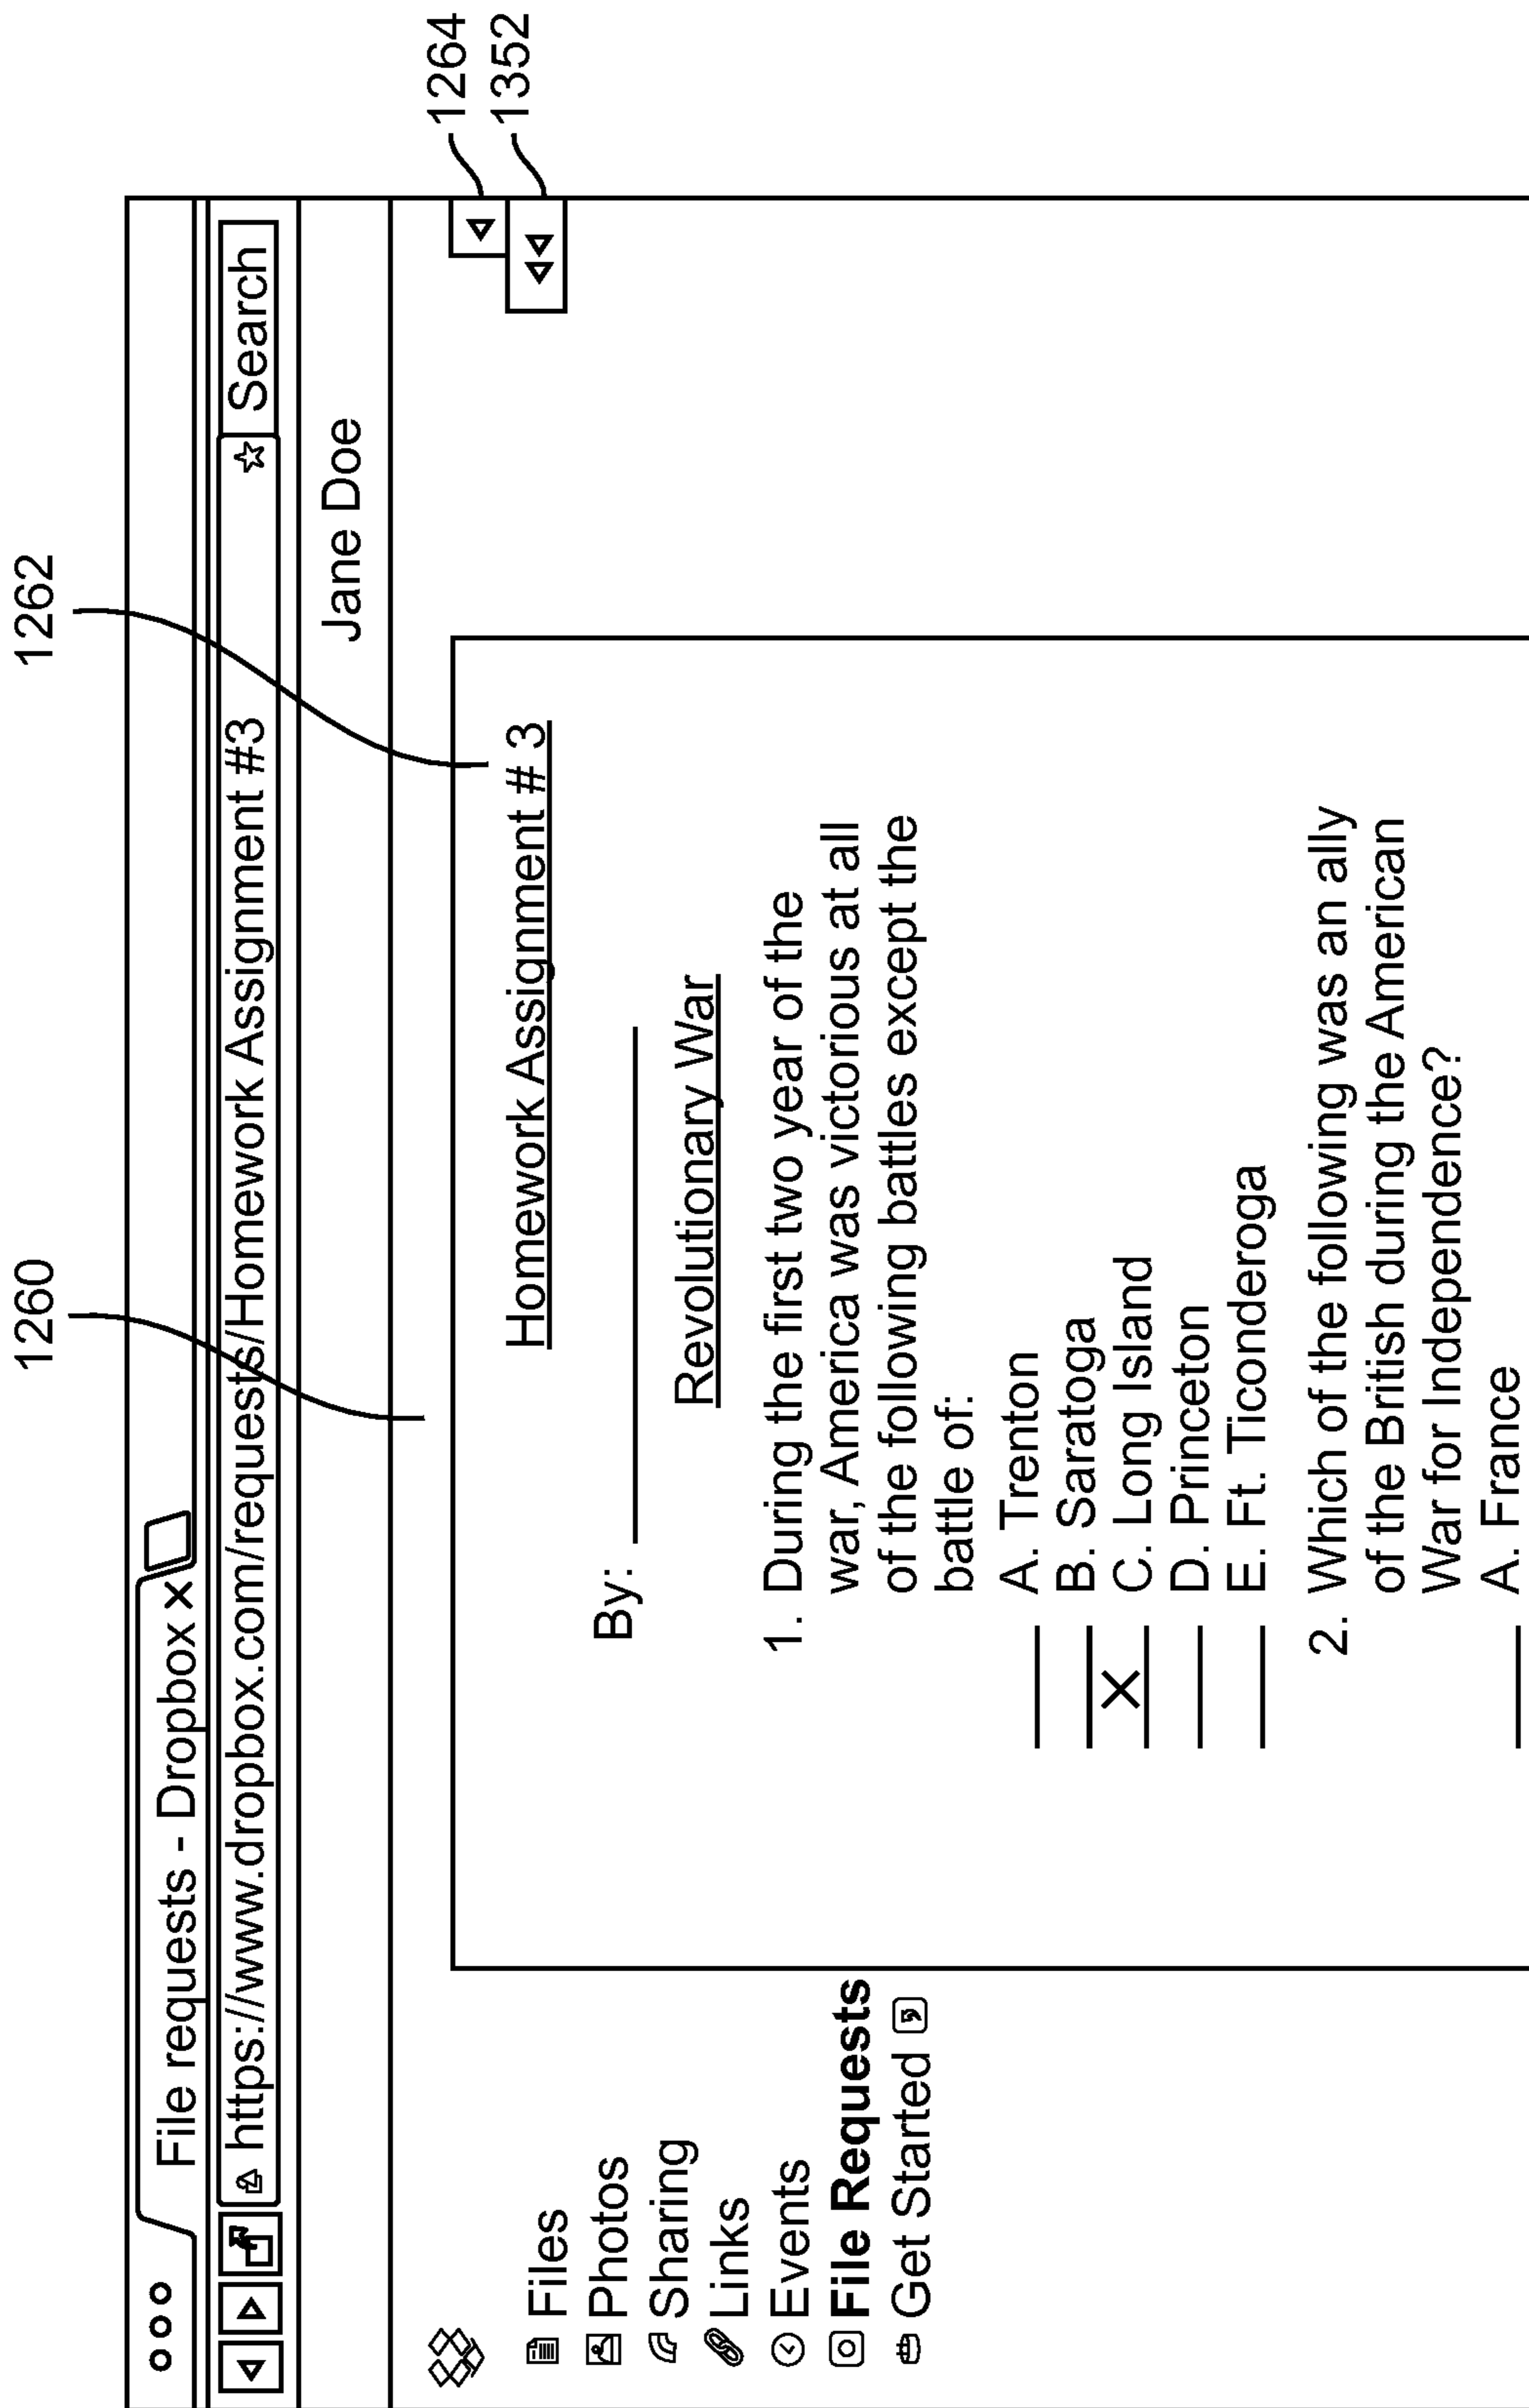 1260
1262
File requests - Dropbox ×
https://www.dropbox.com/requests/Homework Assignment #3
Search
Jane Doe
1264
1352
Files
Photos
Sharing
Links
Events
File Requests
Get Started
Homework Assignment # 3
By:
Revolutionary War
1. During the first two year of the
war, America was victorious at all
of the following battles except the
battle of:
A. Trenton
B. Saratoga
X C. Long Island
D. Princeton
E. Ft. Ticonderoga
2. Which of the following was an ally
of the British during the American
War for Independence?
A. France